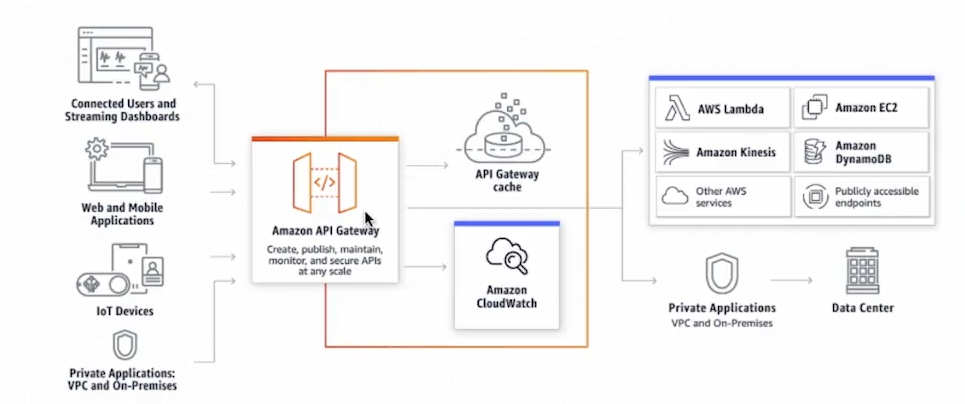 Connected Users and
Streaming Dashboards
Web and Mobile
Applications
IoT Devices
Private Applications:
VPC and On-Premises
</>
Amazon API Gateway
Create, publish, maintain,
monitor, and secure APIs
at any scale
API Gateway
cache
Amazon
CloudWatch
AWS Lambda
Amazon EC2
Amazon Kinesis
Amazon
DynamoDB
Other AWS
services
Publicly accessible
endpoints
Private Applications
VPC and On-Premises
Data Center